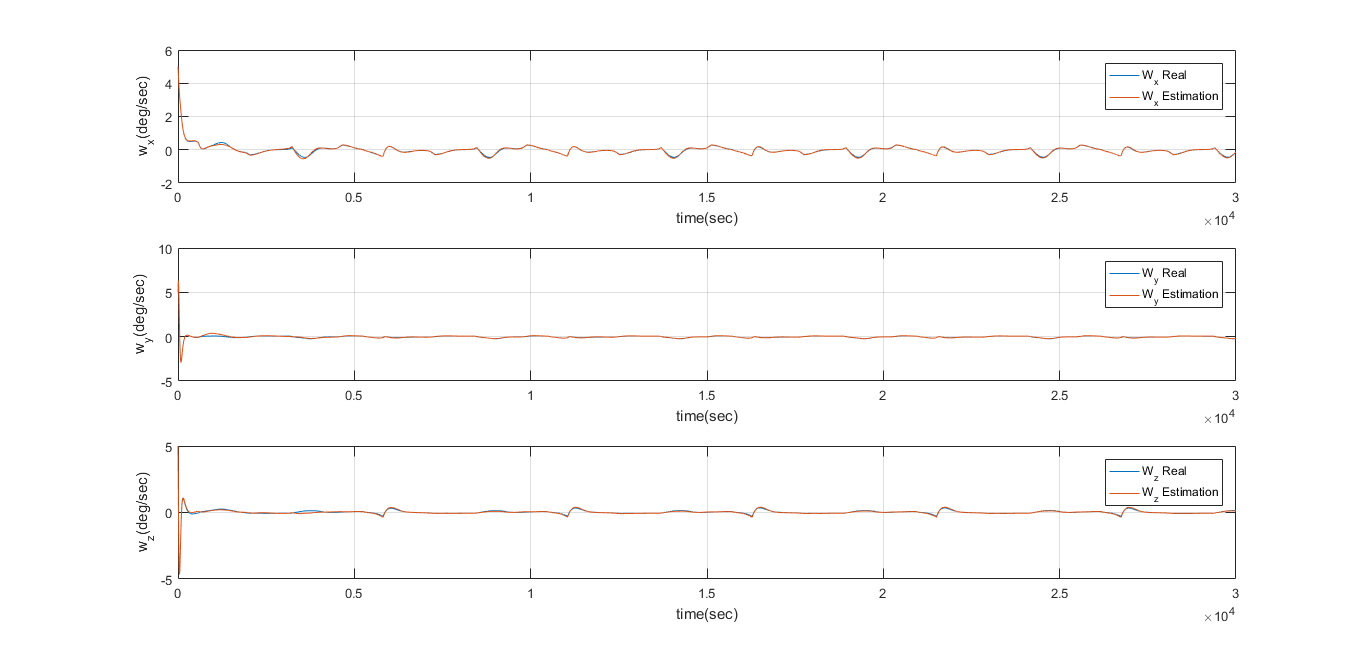 6
4
2
0
-2
w_x(deg/sec)
W_x Real
W_x Estimation
0 0.5 1 1.5 2 2.5 3
time(sec)
×10^4
10
5
0
-5
w_y(deg/sec)
W_y Real
W_y Estimation
0 0.5 1 1.5 2 2.5 3
time(sec)
×10^4
5
0
-5
w_z(deg/sec)
W_z Real
W_z Estimation
0 0.5 1 1.5 2 2.5 3
time(sec)
×10^4